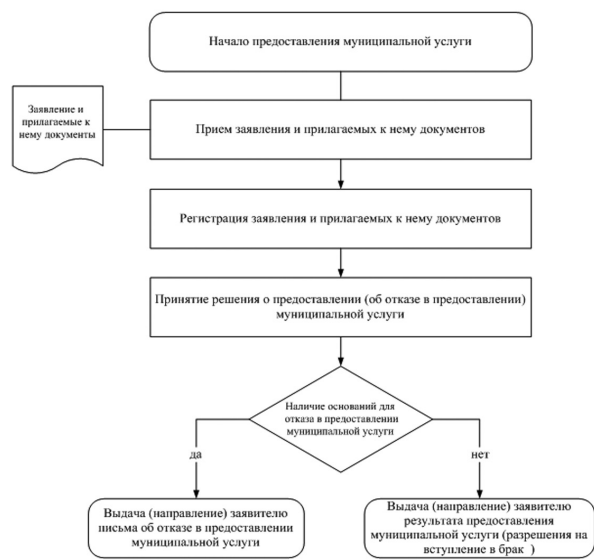 Начало предоставления муниципальной услуги
Заявление и
прилагаемые к
нему документы
Прием заявления и прилагаемых к нему документов
Регистрация заявления и прилагаемых к нему документов
Принятие решения о предоставлении (об отказе в предоставлении)
муниципальной услуги
Наличие оснований для
отказа в предоставлении
муниципальной услуги
да
нет
Выдача (направление) заявителю
письма об отказе в предоставлении
муниципальной услуги
Выдача (направление) заявителю
результата предоставления
муниципальной услуги (разрешения на
вступление в брак )